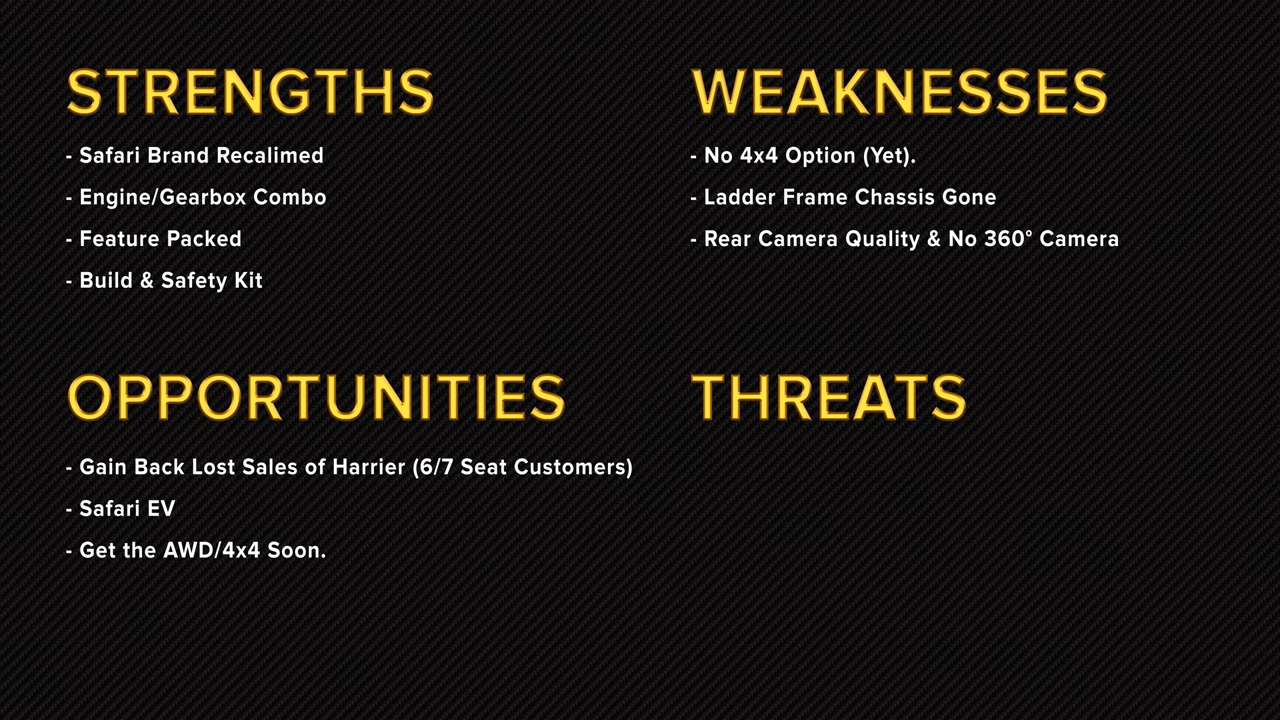 STRENGTHS
- Safari Brand Recalimed
- Engine/Gearbox Combo
- Feature Packed
- Build & Safety Kit
WEAKNESSES
- No 4x4 Option (Yet).
- Ladder Frame Chassis Gone
- Rear Camera Quality & No 360° Camera
OPPORTUNITIES
- Gain Back Lost Sales of Harrier (6/7 Seat Customers)
- Safari EV
- Get the AWD/4x4 Soon.
THREATS